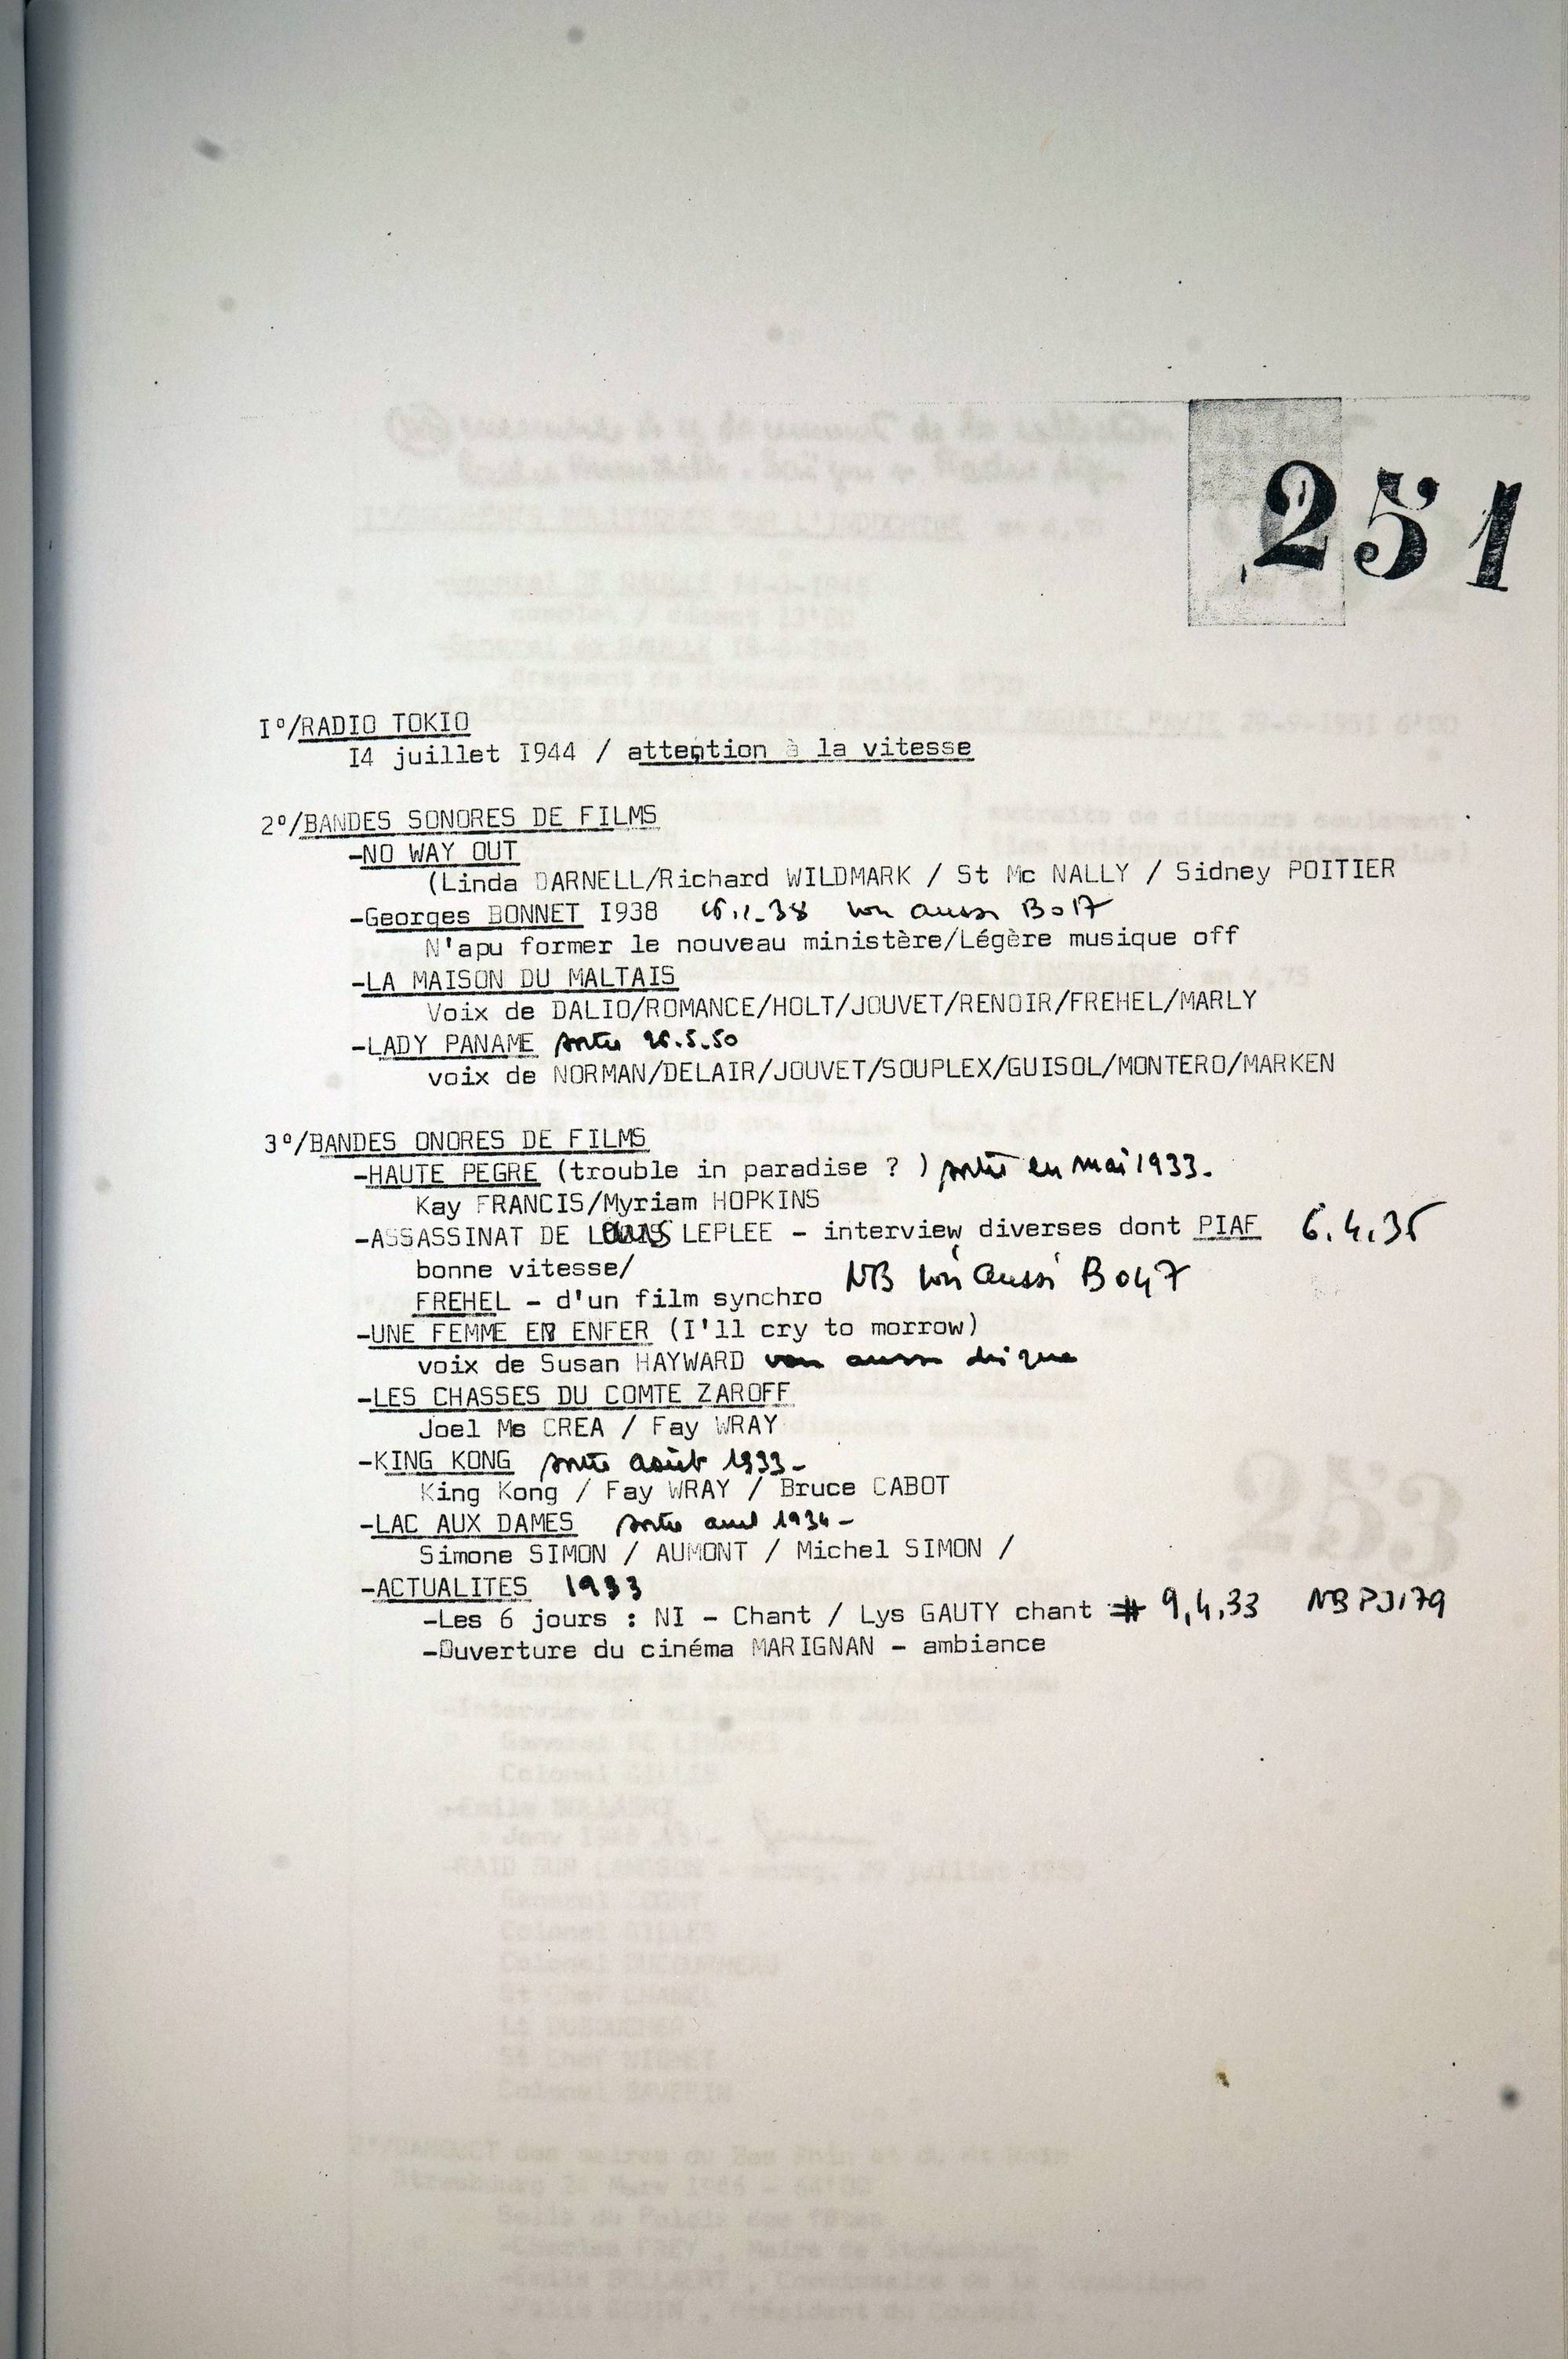 251
I°/RADIO TOKIO
I4 juillet I944 / attention à la vitesse
2°/BANDES SONORES DE FILMS
-NO WAY OUT
(Linda DARNELL/Richard WILDMARK / St Mc NALLY / Sidney POITIER
-Georges BONNET I938 voir aussi B017
N'apu former le nouveau ministère/Légère musique off
-LA MAISON DU MALTAIS
Voix de DALIO/ROMANCE/HOLT/JOUVET/RENOIR/FREHEL/MARLY
-LADY PANAME sortie .5.50
voix de NORMAN/DELAIR/JOUVET/SOUPLEX/GUISOL/MONTERO/MARKEN
3°/BANDES ONORES DE FILMS
-HAUTE PEGRE (trouble in paradise ? ) sortie en mai 1933.
Kay FRANCIS/Myriam HOPKINS
-ASSASSINAT DE LOUIS LEPLEE - interview diverses dont PIAF 6.4.35
bonne vitesse/
NB voir aussi B047
FREHEL - d'un film synchro
-UNE FEMME EN ENFER (I'll cry to morrow)
voix de Susan HAYWARD voir aussi disque
-LES CHASSES DU COMTE ZAROFF
Joel Mc CREA / Fay WRAY
-KING KONG sortie août 1933-
King Kong / Fay WRAY / Bruce CABOT
-LAC AUX DAMES sortie avril 1934-
Simone SIMON / AUMONT / Michel SIMON /
-ACTUALITES 1933
-Les 6 jours : NI - Chant / Lys GAUTY chant # 9,4,33 NB PJ179
-Ouverture du cinéma MARIGNAN - ambiance